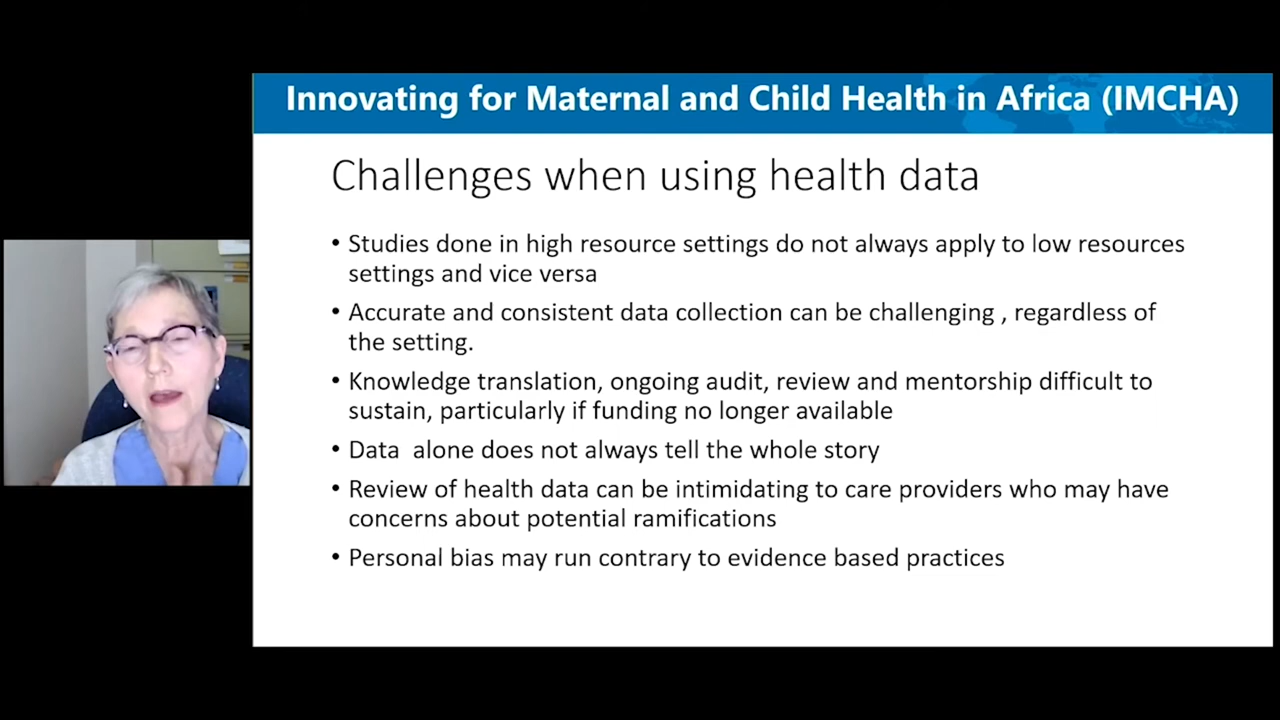 Innovating for Maternal and Child Health in Africa (IMCHA)
Challenges when using health data
• Studies done in high resource settings do not always apply to low resources
settings and vice versa
• Accurate and consistent data collection can be challenging , regardless of
the setting.
• Knowledge translation, ongoing audit, review and mentorship difficult to
sustain, particularly if funding no longer available
• Data  alone does not always tell the whole story
• Review of health data can be intimidating to care providers who may have
concerns about potential ramifications
• Personal bias may run contrary to evidence based practices